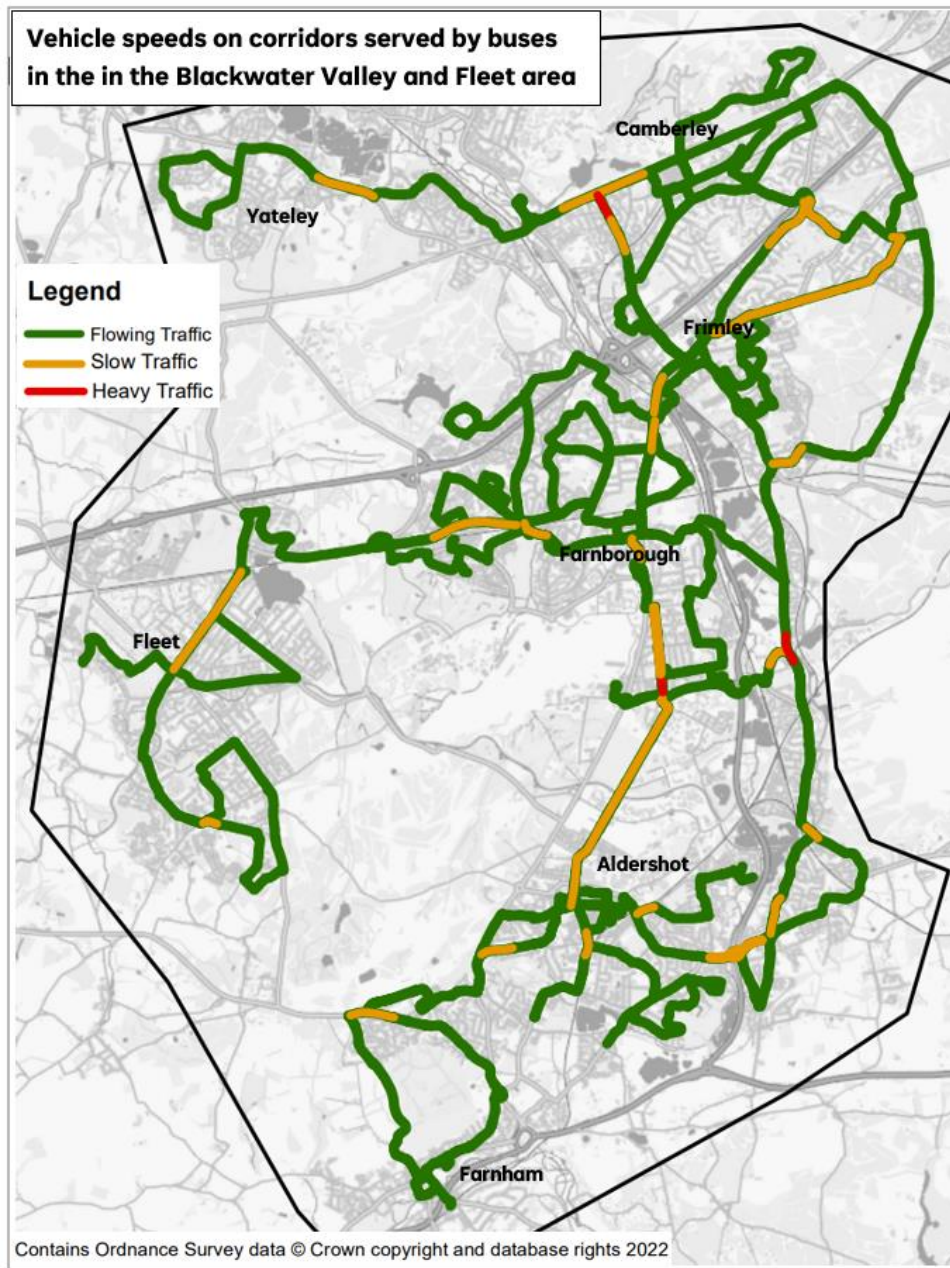 Vehicle speeds on corridors served by buses
in the in the Blackwater Valley and Fleet area
Camberley
Yateley
Legend
Flowing Traffic
Slow Traffic
Heavy Traffic
Frimley
Farnborough
Fleet
Aldershot
Farnham
Contains Ordnance Survey data © Crown copyright and database rights 2022